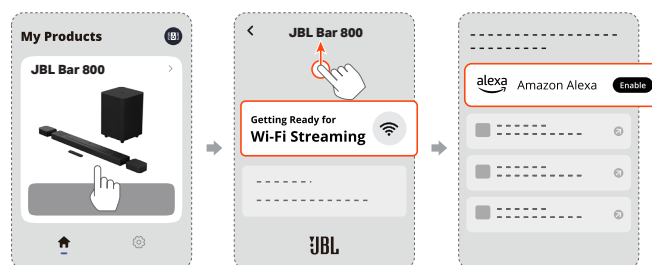 My Products
JBL Bar 800
JBL Bar 800
Getting Ready for
Wi-Fi Streaming
JBL
alexa
Amazon Alexa
Enable